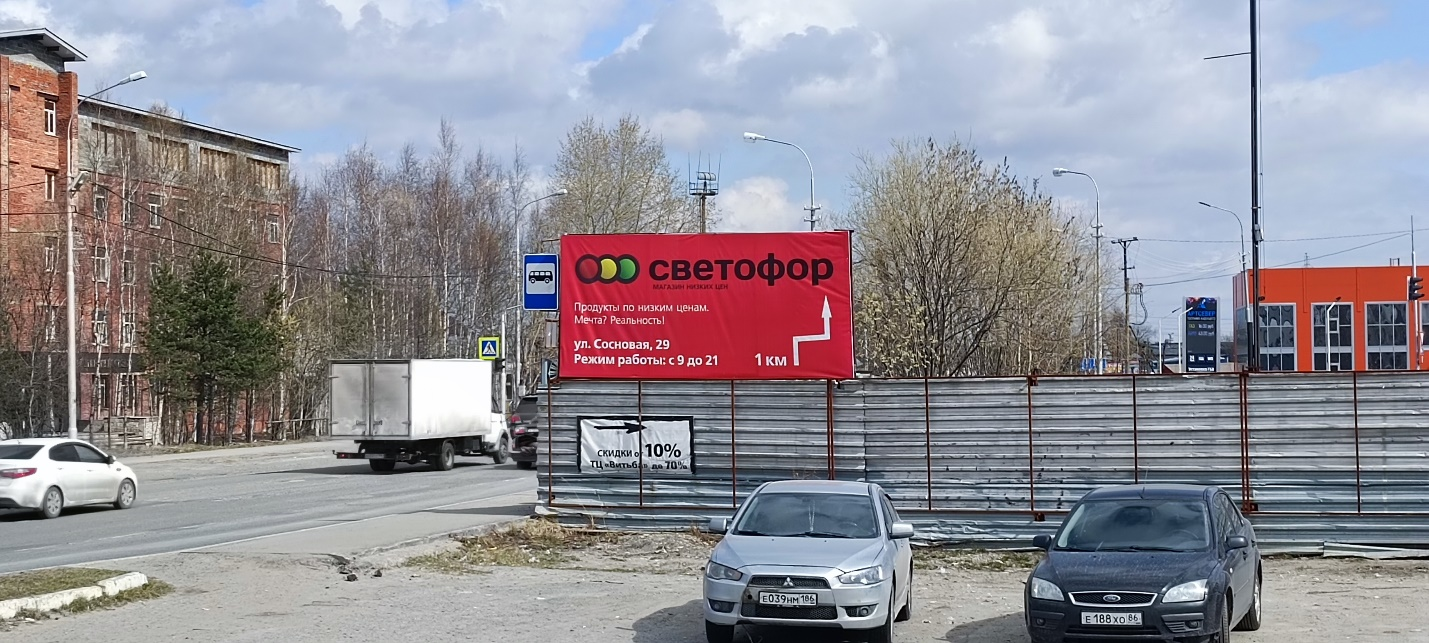 светофор
МАГАЗИН НИЗКИХ ЦЕН
Продукты по низким ценам.
Мечта? Реальность!
ул. Сосновая, 29
Режим работы: с 9 до 21
1 км
СКИДКИ от 10%
ТЦ «Витьба» до 70%
Е039НМ 186
Е188ХО 86